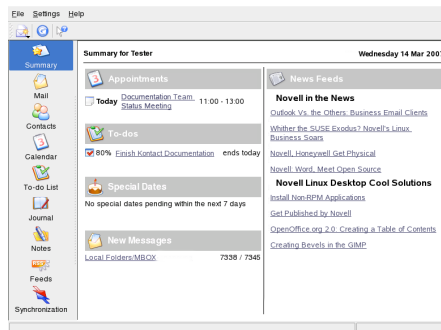 File Settings Help
Summary
Mail
Contacts
Calendar
To-do List
Journal
Notes
Feeds
Synchronization
Summary for Tester
Wednesday 14 Mar 2007
Appointments
Today Documentation Team Status Meeting 11:00 - 13:00
To-dos
80% Finish Kontact Documentation ends today
Special Dates
No special dates pending within the next 7 days
New Messages
Local Folders/MBOX 7338 / 7345
News Feeds
Novell in the News
Outlook Vs. the Others: Business Email Clients
Whither the SUSE Exodus? Novell's Linux
Business Soars
Novell, Honeywell Get Physical
Novell. Word, Meet Open Source
Novell Linux Desktop Cool Solutions
Install Non-RPM Applications
Get Published by Novell
OpenOffice.org 2.0: Creating a Table of Contents
Creating Bevels in the GIMP